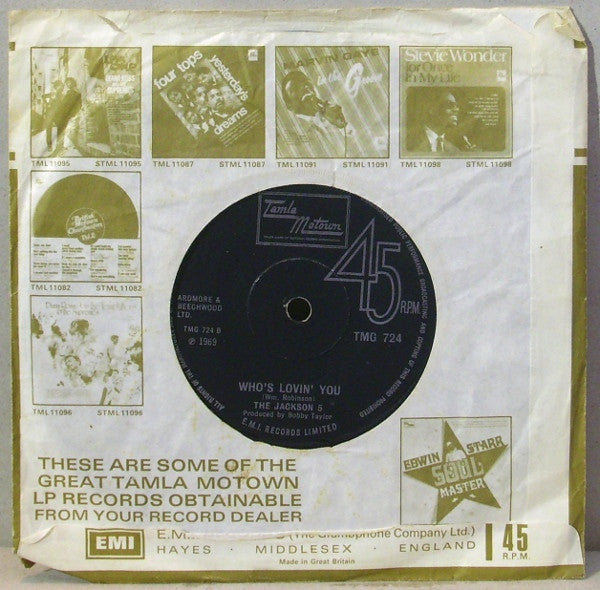 four tops
yesterday's
dreams
MARVIN GAYE
In the
Groove
Stevie Wonder
For Once
In My Life
TML 11095 STML 11095
TML 11087 STML 11087
TML 11091 STML 11091
TML 11098 STML 11098
TML 11082 STML 11082
TML 11096 STML 11096
Tamla
Motown
45
R.P.M.
ARDMORE &
BEECHWOOD
LTD.
TMG 724 B
℗ 1969
TMG 724
WHO'S LOVIN' YOU
(Wm. Robinson)
THE JACKSON 5
Produced by Bobby Taylor
E.M.I. RECORDS LIMITED
EDWIN STARR
SOUL
MASTER
THESE ARE SOME OF THE
GREAT TAMLA MOTOWN
LP RECORDS OBTAINABLE
FROM YOUR RECORD DEALER
EMI
(The Gramophone Company Ltd.)
HAYES · MIDDLESEX · ENGLAND
Made in Great Britain
45
R.P.M.